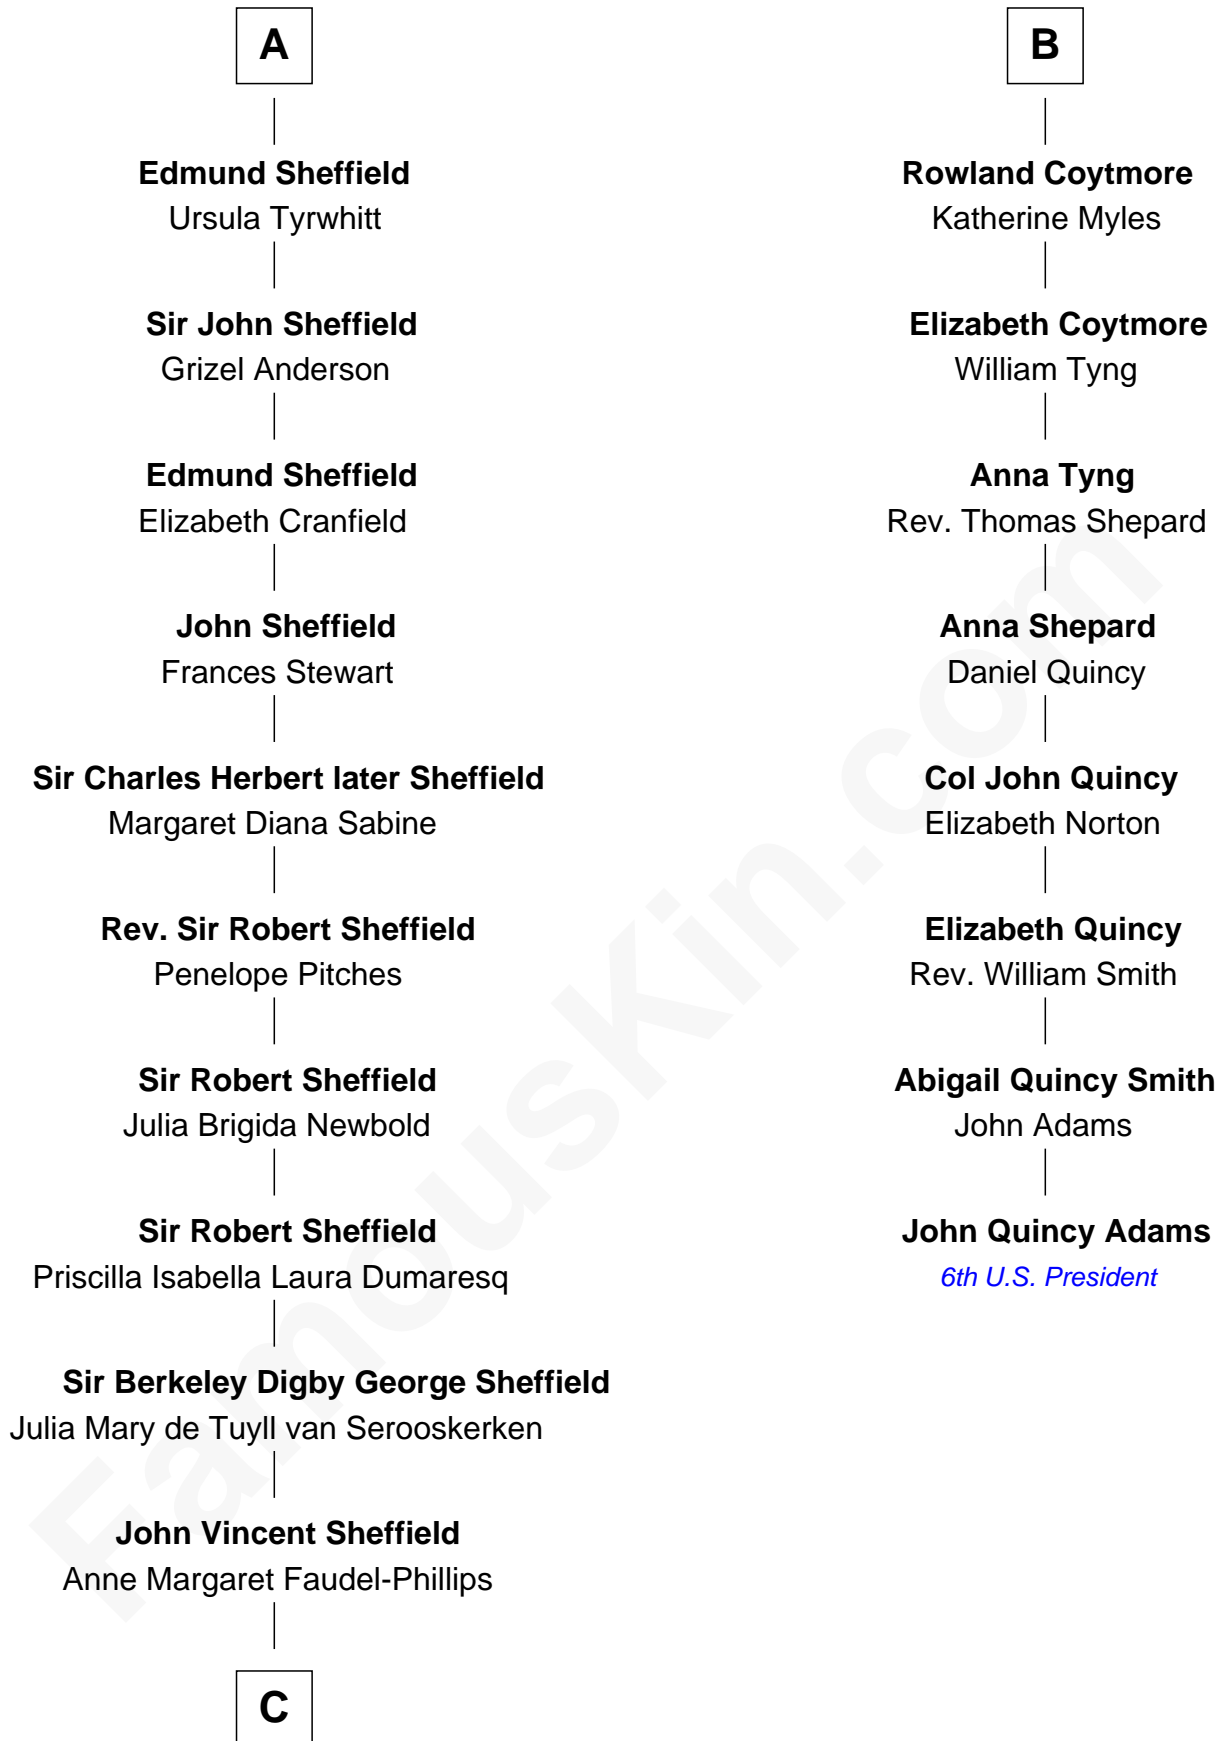 A
Edmund Sheffield
Ursula Tyrwhitt
Sir John Sheffield
Grizel Anderson
Edmund Sheffield
Elizabeth Cranfield
John Sheffield
Frances Stewart
Sir Charles Herbert later Sheffield
Margaret Diana Sabine
Rev. Sir Robert Sheffield
Penelope Pitches
Sir Robert Sheffield
Julia Brigida Newbold
Sir Robert Sheffield
Priscilla Isabella Laura Dumaresq
Sir Berkeley Digby George Sheffield
Julia Mary de Tuyll van Serooskerken
John Vincent Sheffield
Anne Margaret Faudel-Phillips
C
B
Rowland Coytmore
Katherine Myles
Elizabeth Coytmore
William Tyng
Anna Tyng
Rev. Thomas Shepard
Anna Shepard
Daniel Quincy
Col John Quincy
Elizabeth Norton
Elizabeth Quincy
Rev. William Smith
Abigail Quincy Smith
John Adams
John Quincy Adams
6th U.S. President
FamousKin.com